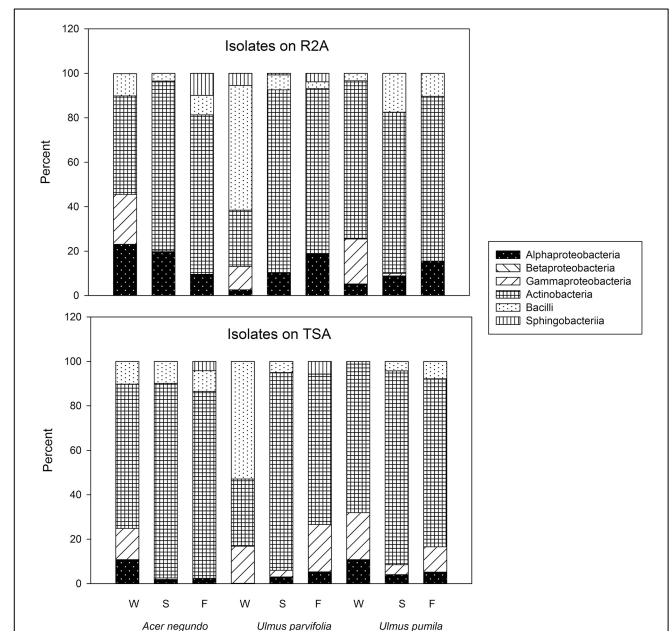 Isolates on R2A
120
100
80
60
40
20
0
Percent
Alphaproteobacteria
Betaproteobacteria
Gammaproteobacteria
Actinobacteria
Bacilli
Sphingobacteriia
Isolates on TSA
120
100
80
60
40
20
0
Percent
W S F W S F W S F
Acer negundo Ulmus parvifolia Ulmus pumila